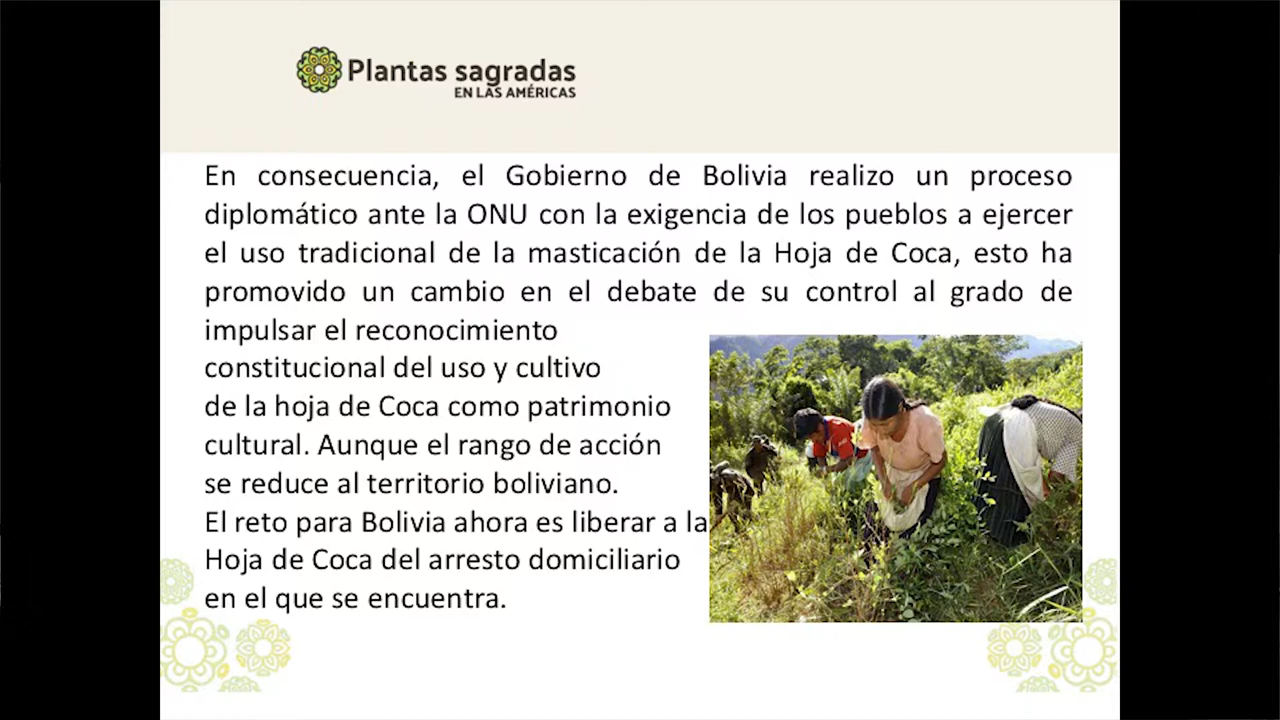 Plantas sagradas
EN LAS AMÉRICAS
En consecuencia, el Gobierno de Bolivia realizo un proceso
diplomático ante la ONU con la exigencia de los pueblos a ejercer
el uso tradicional de la masticación de la Hoja de Coca, esto ha
promovido un cambio en el debate de su control al grado de
impulsar el reconocimiento
constitucional del uso y cultivo
de la hoja de Coca como patrimonio
cultural. Aunque el rango de acción
se reduce al territorio boliviano.
El reto para Bolivia ahora es liberar a la
Hoja de Coca del arresto domiciliario
en el que se encuentra.